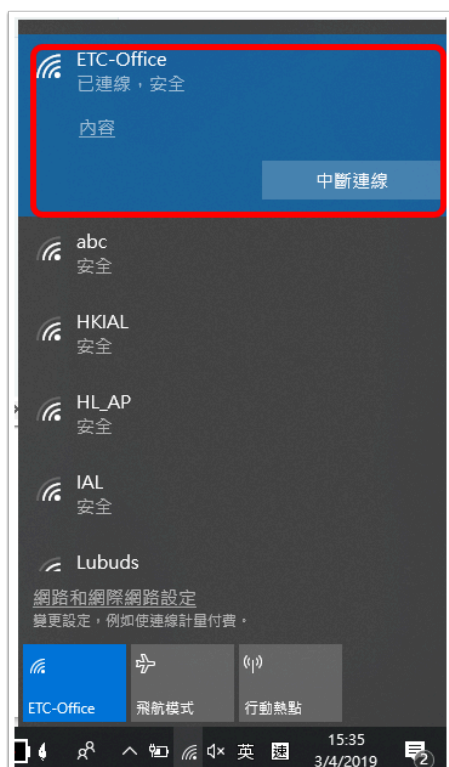 ETC-Office
已連線，安全
內容
中斷連線
abc
安全
HKIAL
安全
HL_AP
安全
IAL
安全
Lubuds
網路和網際網路設定
變更設定，例如使連線計量付費。
ETC-Office
飛航模式
行動熱點
英
速
15:35
3/4/2019
2